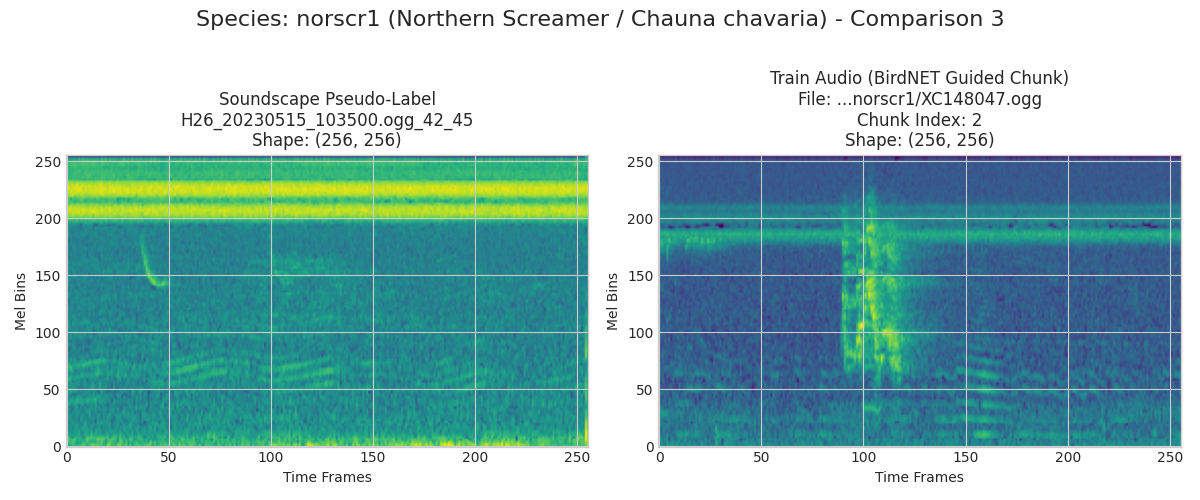 Species: norscr1 (Northern Screamer / Chauna chavaria) - Comparison 3
Soundscape Pseudo-Label
H26_20230515_103500.ogg_42_45
Shape: (256, 256)
Mel Bins
250
200
150
100
50
0
0 50 100 150 200 250
Time Frames
Train Audio (BirdNET Guided Chunk)
File: ...norscr1/XC148047.ogg
Chunk Index: 2
Shape: (256, 256)
Mel Bins
250
200
150
100
50
0
0 50 100 150 200 250
Time Frames